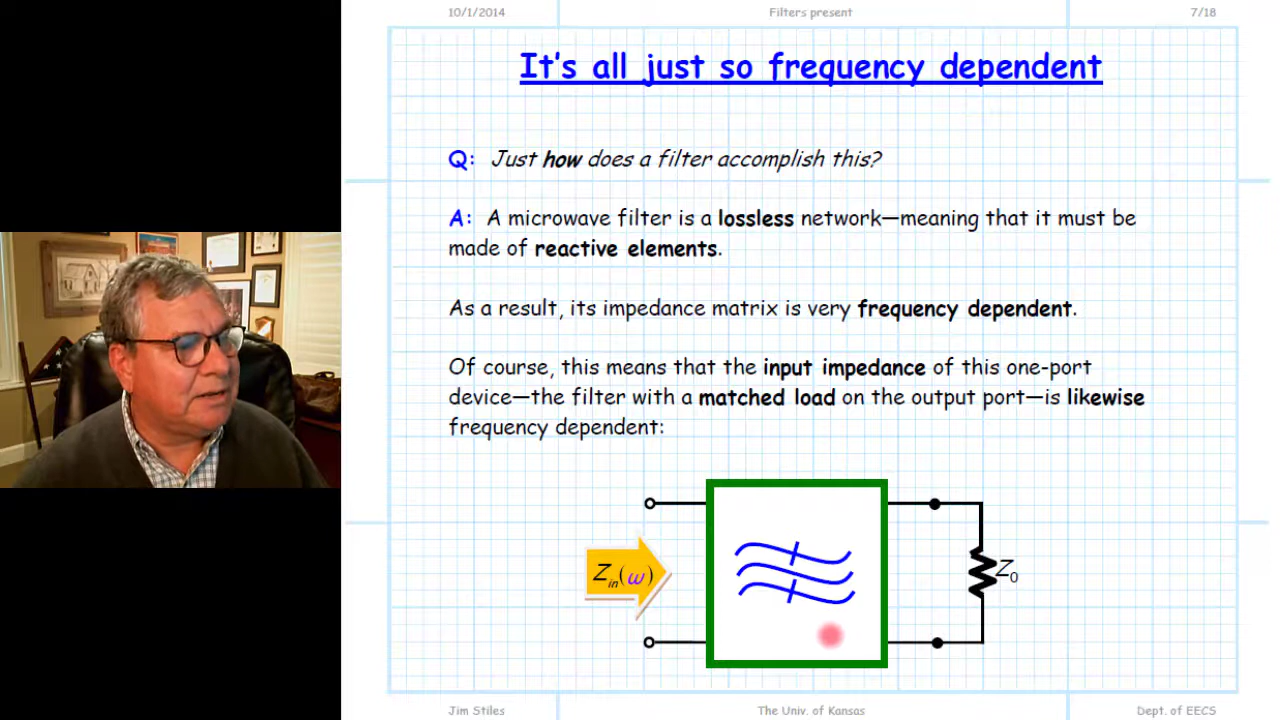 10/1/2014 Filters present 7/18
It's all just so frequency dependent
Q: Just how does a filter accomplish this?
A: A microwave filter is a lossless network—meaning that it must be
made of reactive elements.
As a result, its impedance matrix is very frequency dependent.
Of course, this means that the input impedance of this one-port
device—the filter with a matched load on the output port—is likewise
frequency dependent:
Zin(ω)
Z0
Jim Stiles The Univ. of Kansas Dept. of EECS